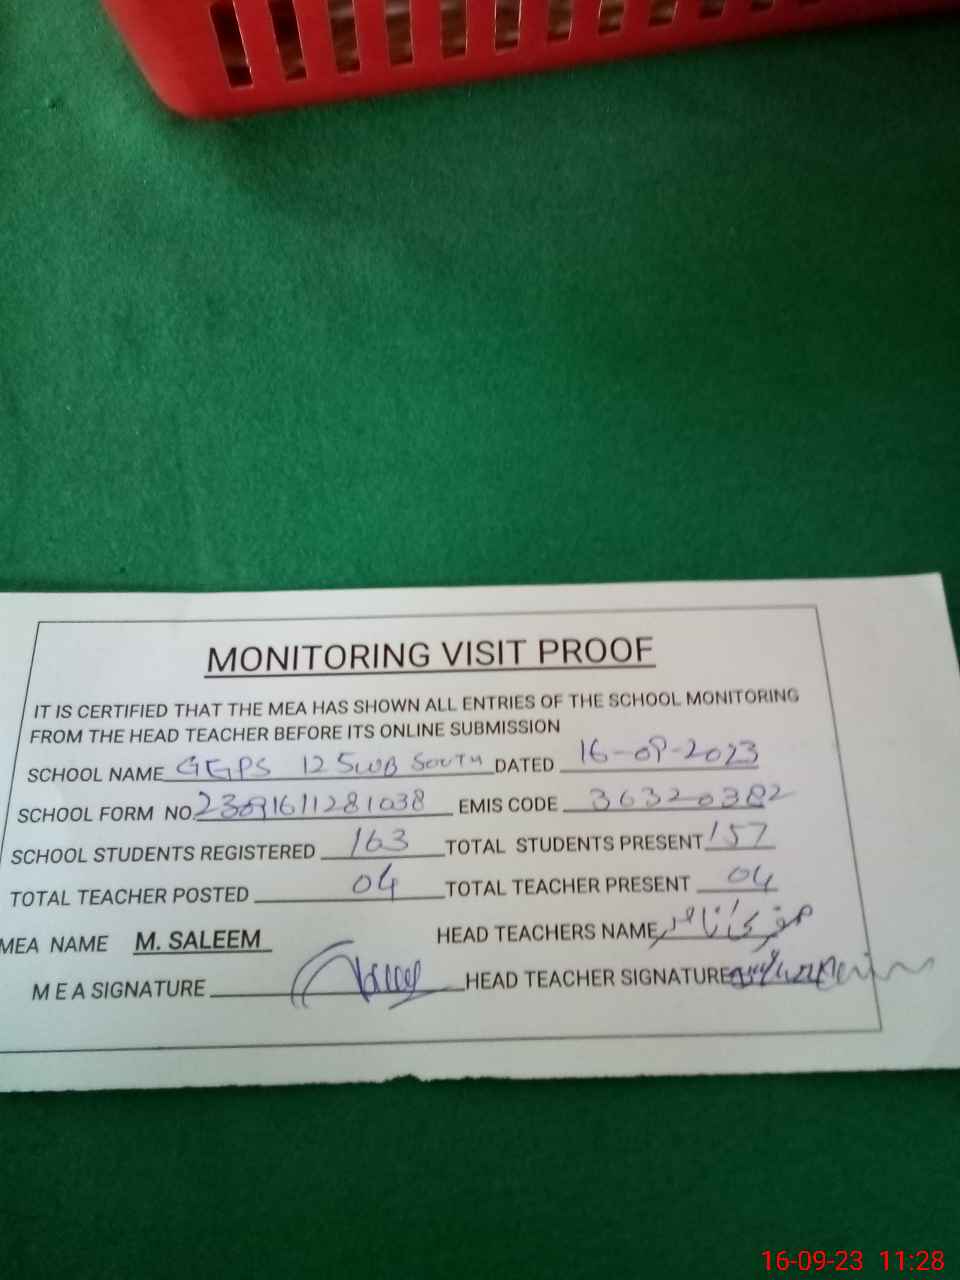 MONITORING VISIT PROOF
IT IS CERTIFIED THAT THE MEA HAS SHOWN ALL ENTRIES OF THE SCHOOL MONITORING
FROM THE HEAD TEACHER BEFORE ITS ONLINE SUBMISSION
SCHOOL NAME GGPS 12 SWB SOUTH DATED 16-09-2023
SCHOOL FORM NO. 23091611281038 EMIS CODE 36320382
SCHOOL STUDENTS REGISTERED 163 TOTAL STUDENTS PRESENT 157
TOTAL TEACHER POSTED 04 TOTAL TEACHER PRESENT 04
MEA NAME M. SALEEM HEAD TEACHERS NAME
M E A SIGNATURE HEAD TEACHER SIGNATURE
16-09-23 11:28